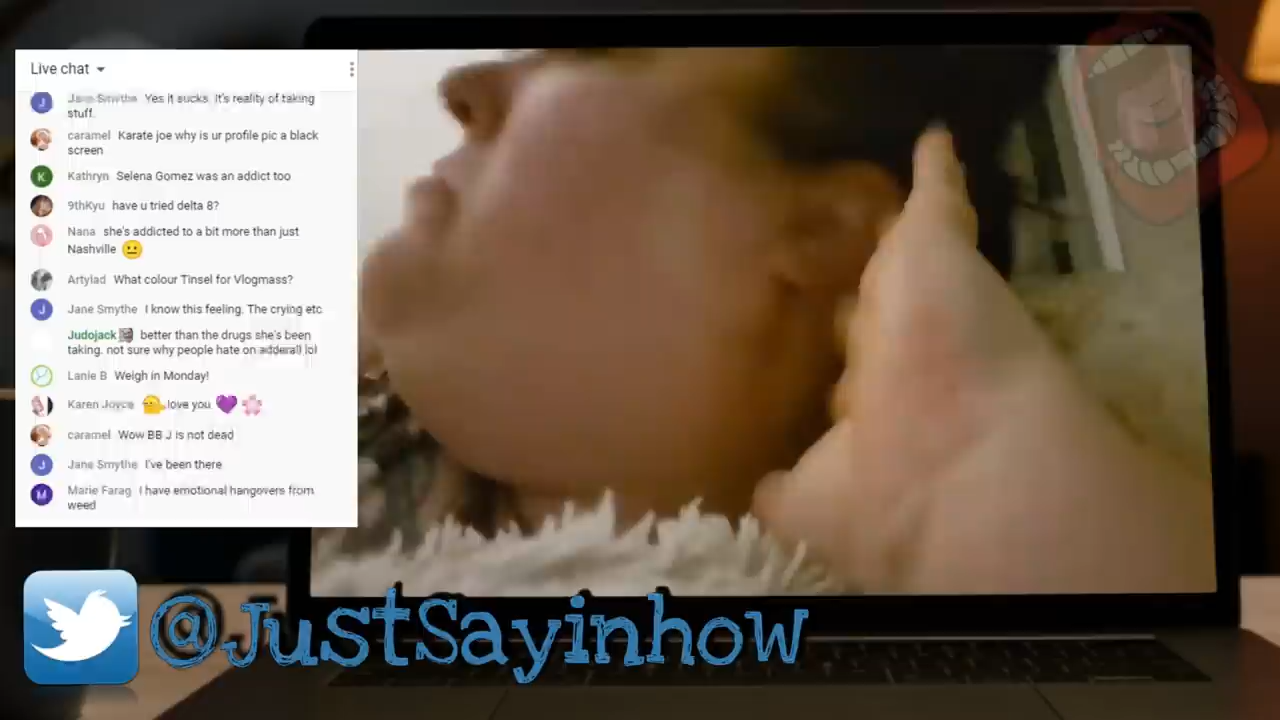 Live chat
Jane Smythe Yes it sucks. It's reality of taking
stuff.
caramel Karate joe why is ur profile pic a black
screen
Kathryn Selena Gomez was an addict too
9thKyu have u tried delta 8?
Nana she's addicted to a bit more than just
Nashville
Artylad What colour Tinsel for Vlogmass?
Jane Smythe I know this feeling. The crying etc
Judojack better than the drugs she's been
taking. not sure why people hate on adderall lol
Lanie B Weigh in Monday!
Karen Joyce love you
caramel Wow BB J is not dead
Jane Smythe I've been there
Marie Farag I have emotional hangovers from
weed
J
K
J
J
M
@JustSayinhow